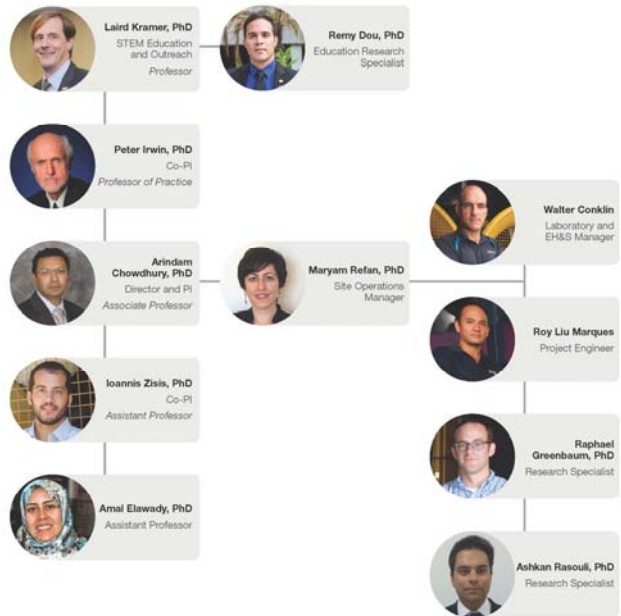 Laird Kramer, PhD
STEM Education
and Outreach
Professor
Remy Dou, PhD
Education Research
Specialist
Peter Irwin, PhD
Co-PI
Professor of Practice
Arindam
Chowdhury, PhD
Director and PI
Associate Professor
Maryam Refan, PhD
Site Operations
Manager
Walter Conklin
Laboratory and
EH&S Manager
Roy Liu Marques
Project Engineer
Ioannis Zisis, PhD
Co-PI
Assistant Professor
Raphael
Greenbaum, PhD
Research Specialist
Amal Elawady, PhD
Assistant Professor
Ashkan Rasouli, PhD
Research Specialist